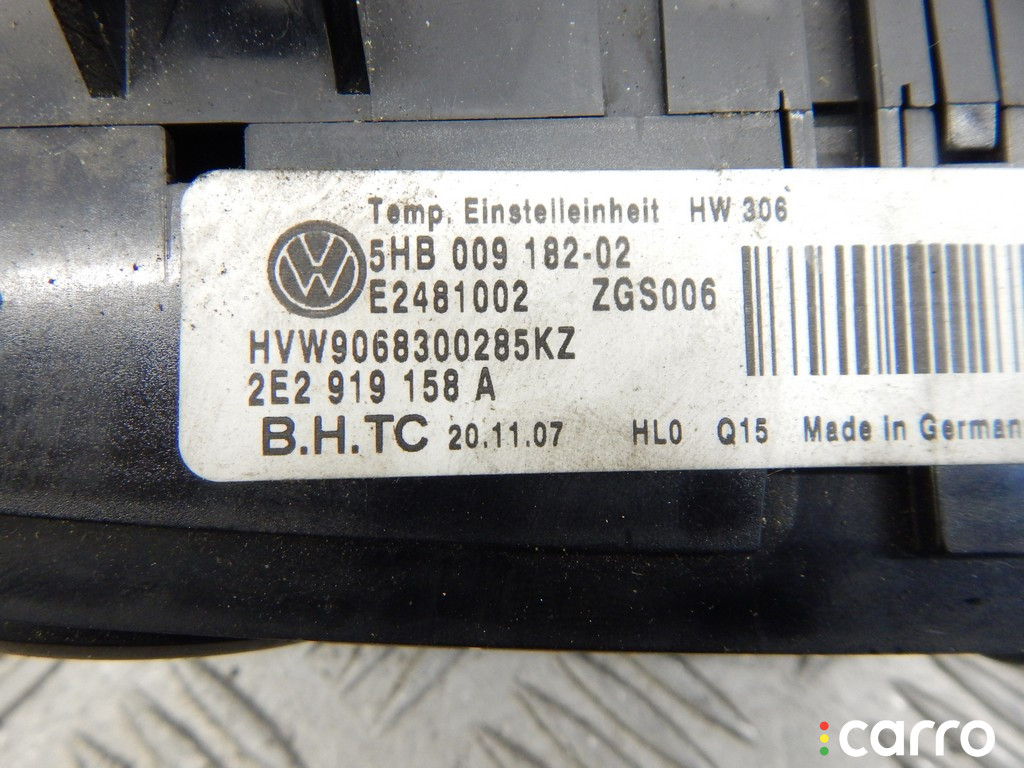 Temp. Einstelleinheit HW 306
5HB 009 182-02
E2481002 ZGS006
HVW9068300285KZ
2E2 919 158 A
B.H.TC 20.11.07 HL0 Q15 Made in German
carro